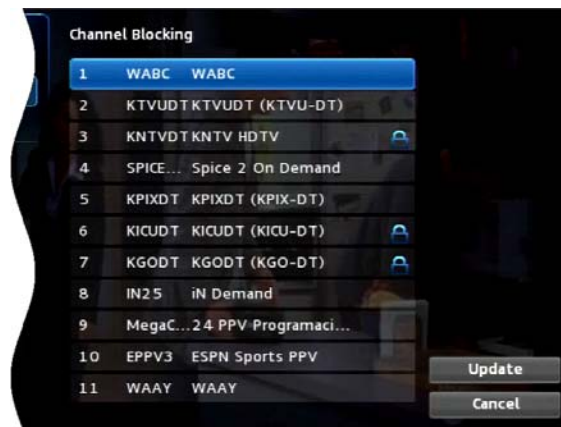 Channel Blocking
1 WABC WABC
2 KTVUDT KTVUDT (KTVU-DT)
3 KNTVDT KNTV HDTV
4 SPICE... Spice 2 On Demand
5 KPIXDT KPIXDT (KPIX-DT)
6 KICUDT KICUDT (KICU-DT)
7 KGODT KGODT (KGO-DT)
8 IN25 iN Demand
9 MegaC... 24 PPV Programaci...
10 EPPV3 ESPN Sports PPV
11 WAAY WAAY
Update
Cancel